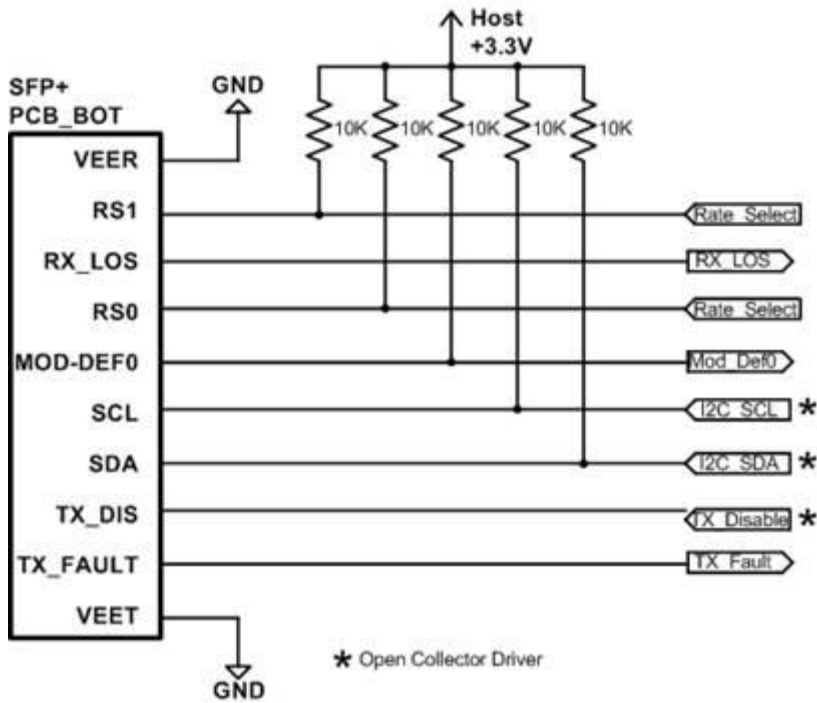 Host
+3.3V
SFP+
PCB_BOT
GND
10K 10K 10K 10K 10K
VEER
RS1 Rate_Select
RX_LOS RX_LOS
RS0 Rate_Select
MOD-DEF0 Mod_Def0
SCL I2C_SCL *
SDA I2C_SDA *
TX_DIS TX_Disable *
TX_FAULT TX_Fault
VEET
* Open Collector Driver
GND